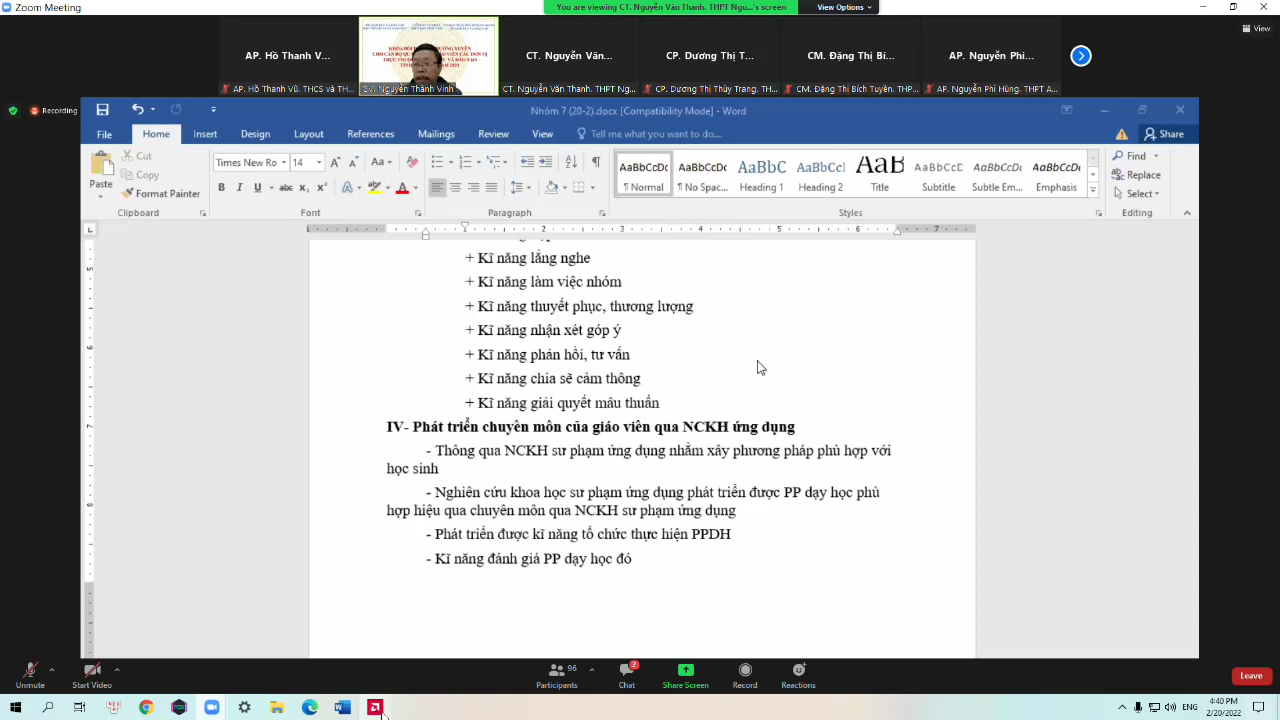 Zoom Meeting
You are viewing CT. Nguyễn Văn Thanh. THPT Ngu...'s screen
View Options
View
AP. Hồ Thanh V...
CT. Nguyễn Văn...
Dương Thị T...
AP. Nguyễn Phi...
AP. Hồ Thanh Vũ. THCS và TH...
GV. Nguyễn Thành Vinh
CT. Nguyễn Văn Thanh. THPT Ng...
CP. Dương Thị Thùy Trang. TH...
CM. Đặng Thị Bích Tuyền. THP...
AP. Nguyễn Phi Hùng. THPT A...
Recording
Nhóm 7 (20-2).docx [Compatibility Mode] - Word
File Home Insert Design Layout References Mailings Review View Tell me what you want to do... Share
Paste
Cut
Copy
Format Painter
Clipboard
Times New Ro 14
Font
Paragraph
AaBbCcDc AaBbCcDc AaBbC AaBbCcI AaB AaBbCcD AaBbCcDc AaBbCcDc
¶ Normal ¶ No Spac... Heading 1 Heading 2 Title Subtitle Subtle Em... Emphasis
Styles
Find
Replace
Select
Editing
+ Kĩ năng lắng nghe
+ Kĩ năng làm việc nhóm
+ Kĩ năng thuyết phục, thương lượng
+ Kĩ năng nhận xét góp ý
+ Kĩ năng phản hồi, tư vấn
+ Kĩ năng chia sẽ cảm thông
+ Kĩ năng giải quyết mâu thuẫn
IV- Phát triển chuyên môn của giáo viên qua NCKH ứng dụng
- Thông qua NCKH sư phạm ứng dụng nhằm xây phương pháp phù hợp với
học sinh
- Nghiên cứu khoa học sư phạm ứng dụng phát triển được PP dạy học phù
hợp hiệu qua chuyên môn qua NCKH sư phạm ứng dụng
- Phát triển được kĩ năng tổ chức thực hiện PPDH
- Kĩ năng đánh giá PP dạy học đó
Unmute
Start Video
96
Participants
2
Chat
Share Screen
Record
Reactions
Leave
ENG
4:40 PM
2/20/2022